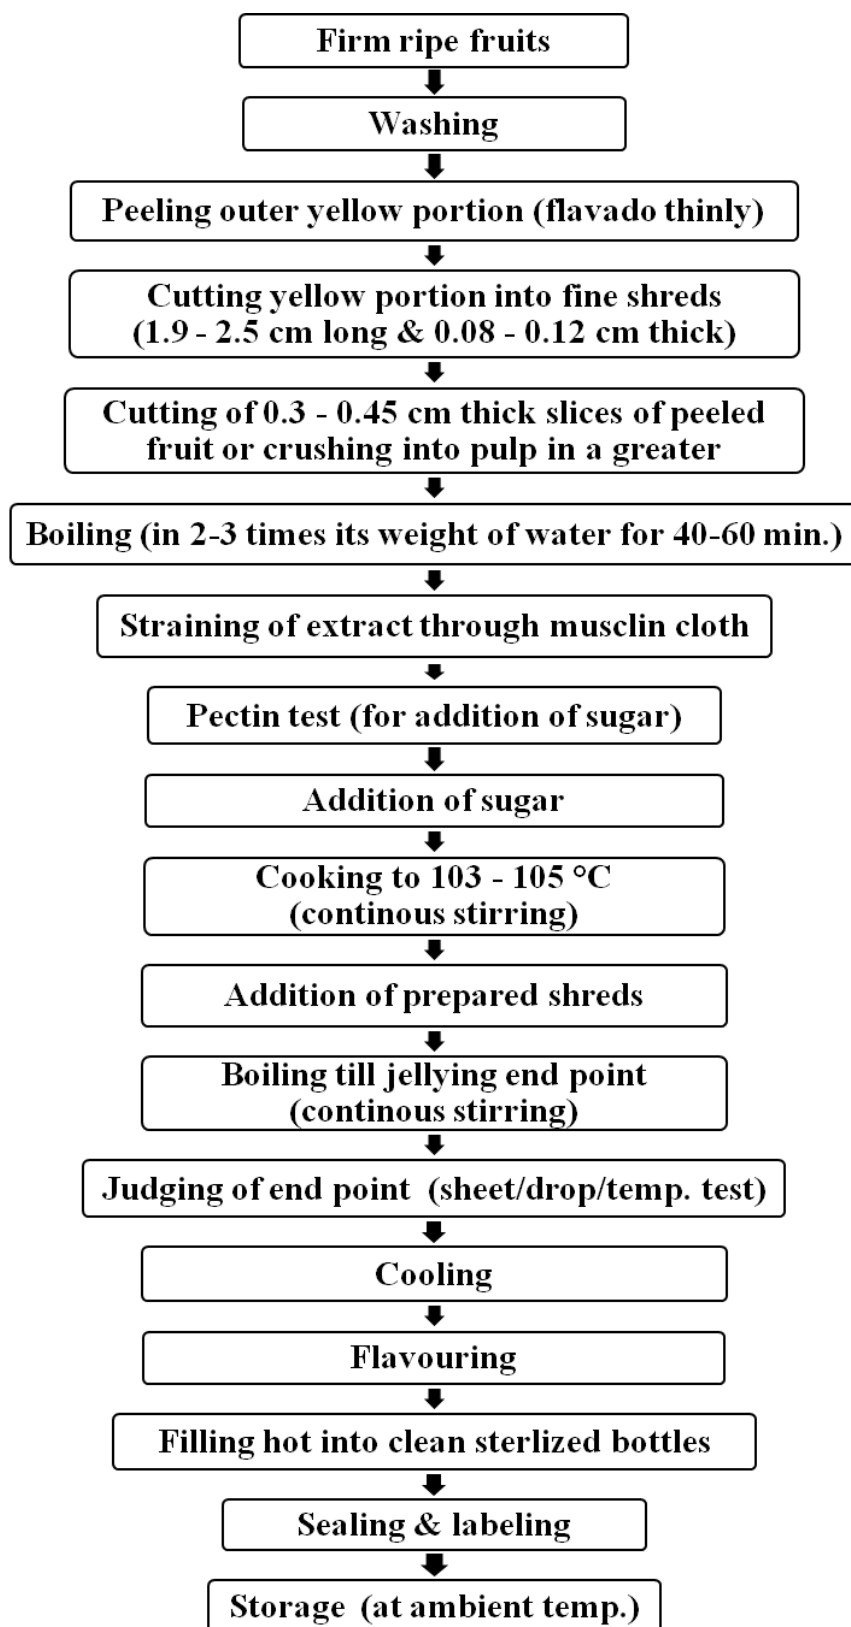 Firm ripe fruits
Washing
Peeling outer yellow portion (flavado thinly)
Cutting yellow portion into fine shreds
(1.9 - 2.5 cm long & 0.08 - 0.12 cm thick)
Cutting of 0.3 - 0.45 cm thick slices of peeled
fruit or crushing into pulp in a greater
Boiling (in 2-3 times its weight of water for 40-60 min.)
Straining of extract through musclin cloth
Pectin test (for addition of sugar)
Addition of sugar
Cooking to 103 - 105 °C
(continous stirring)
Addition of prepared shreds
Boiling till jellying end point
(continous stirring)
Judging of end point (sheet/drop/temp. test)
Cooling
Flavouring
Filling hot into clean sterlized bottles
Sealing & labeling
Storage (at ambient temp.)